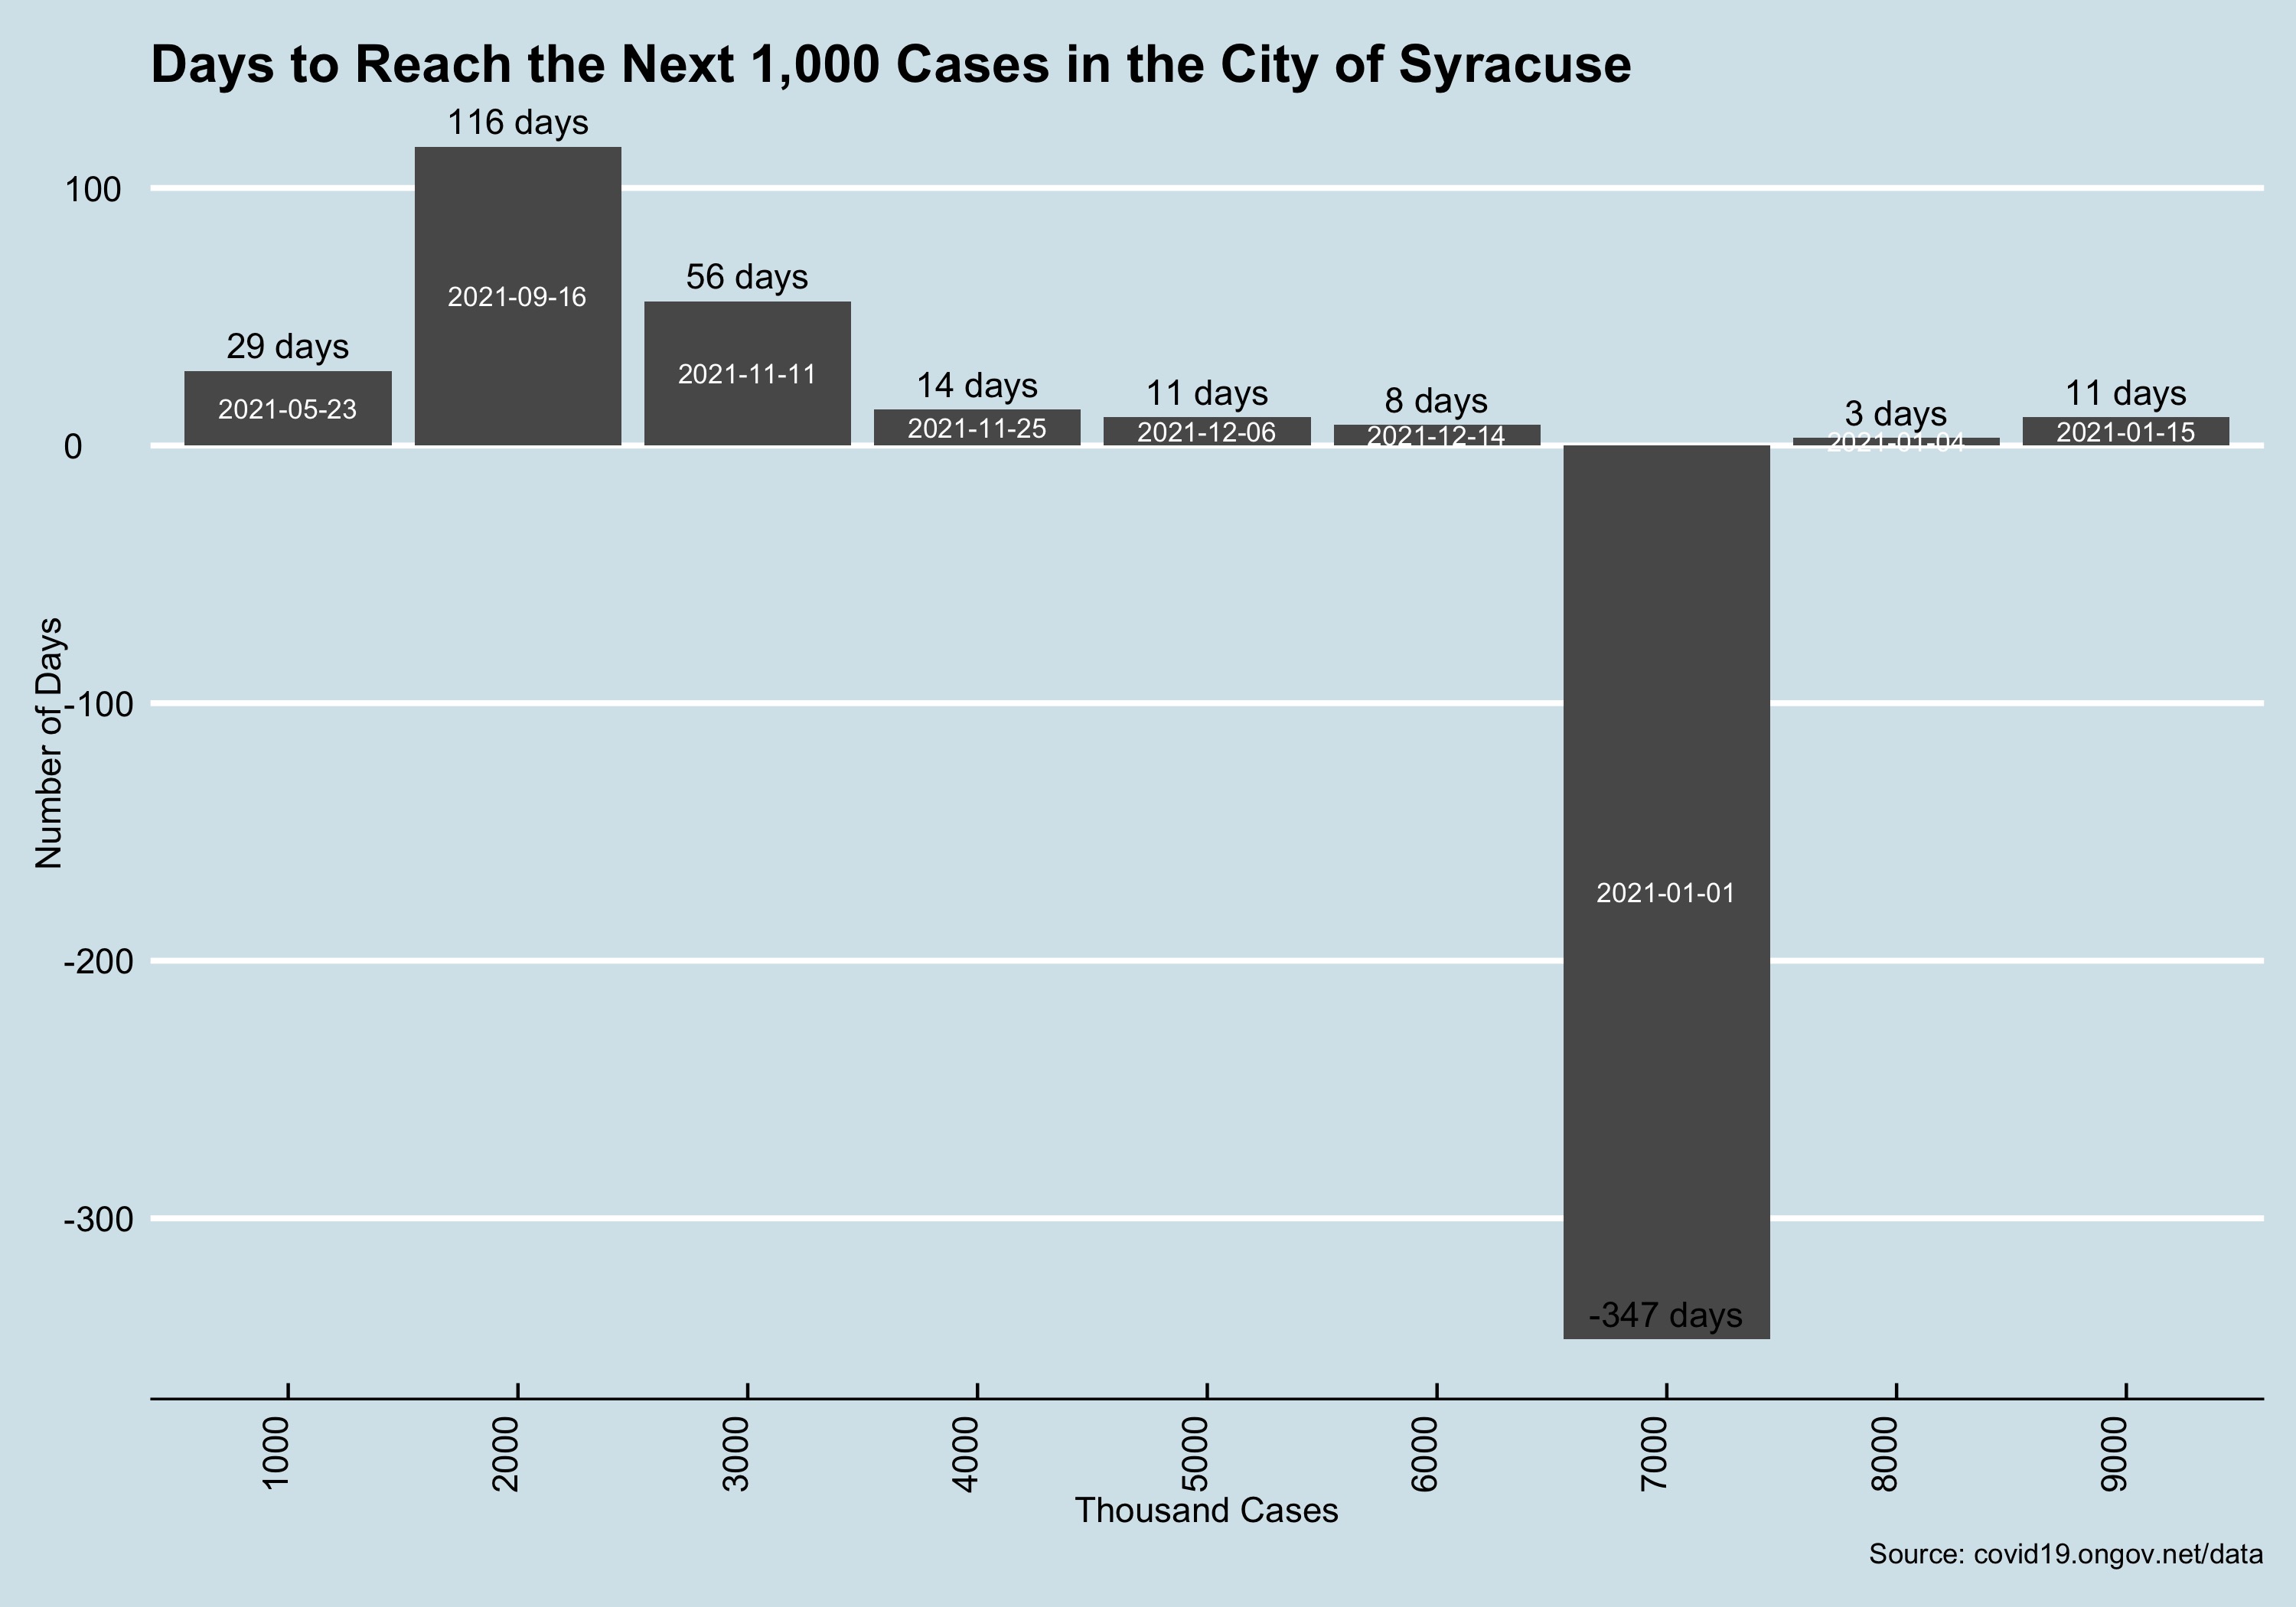 Days to Reach the Next 1,000 Cases in the City of Syracuse
116 days
100
2021-09-16
56 days
29 days
2021-11-11
2021-05-23
14 days
11 days
8 days
3 days
11 days
2021-11-25
2021-12-06
2021-12-14
2021-01-04
2021-01-15
0
Number of Days
-100
2021-01-01
-200
-300
-347 days
1000
2000
3000
4000
5000
6000
7000
8000
9000
Thousand Cases
Source: covid19.ongov.net/data